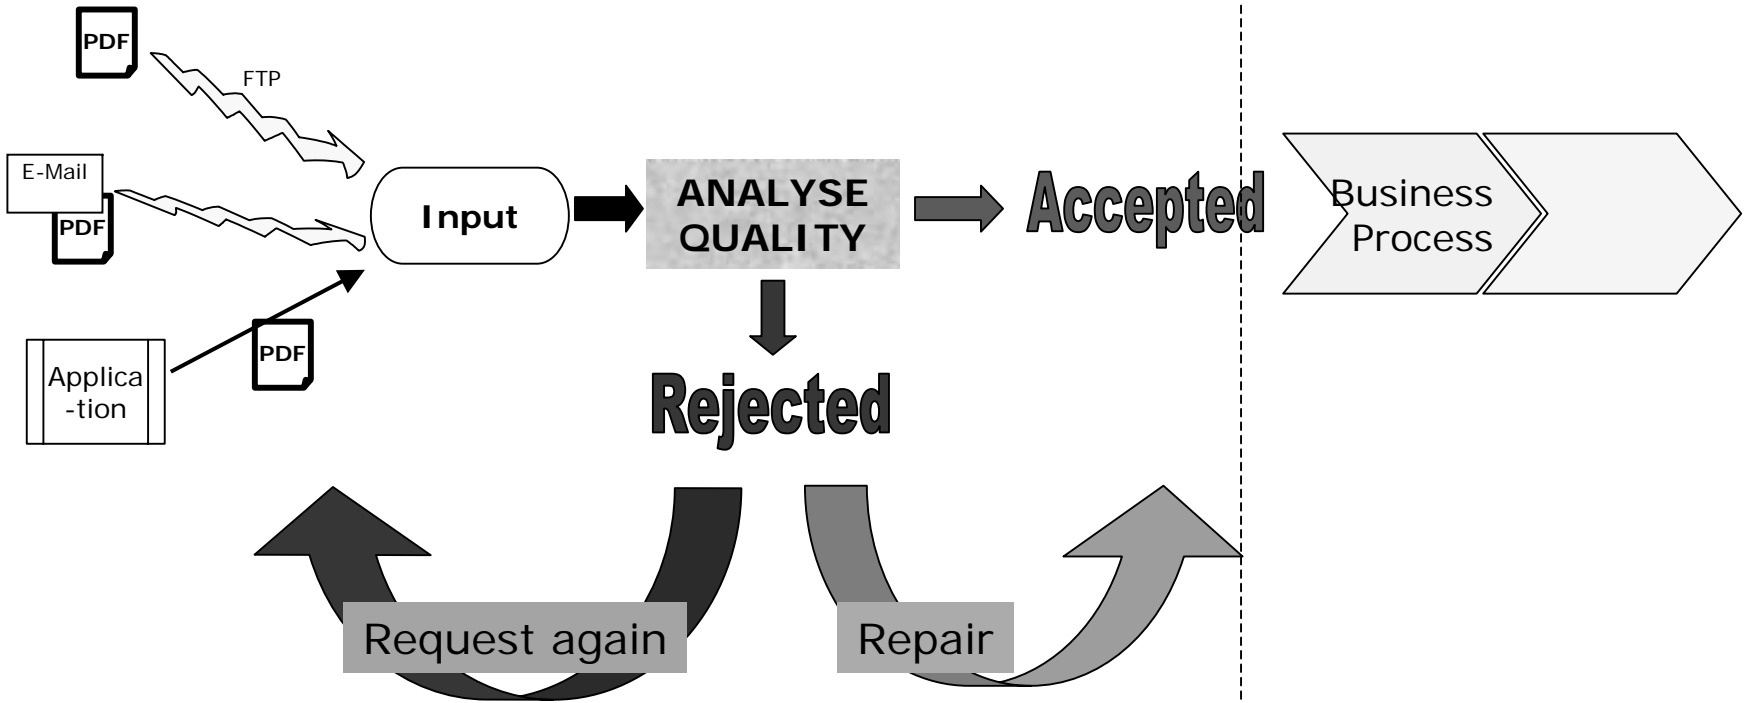 PDF
FTP
E-Mail
PDF
Input
ANALYSE
QUALITY
Accepted
Business
Process
Applica
-tion
PDF
Rejected
Request again
Repair